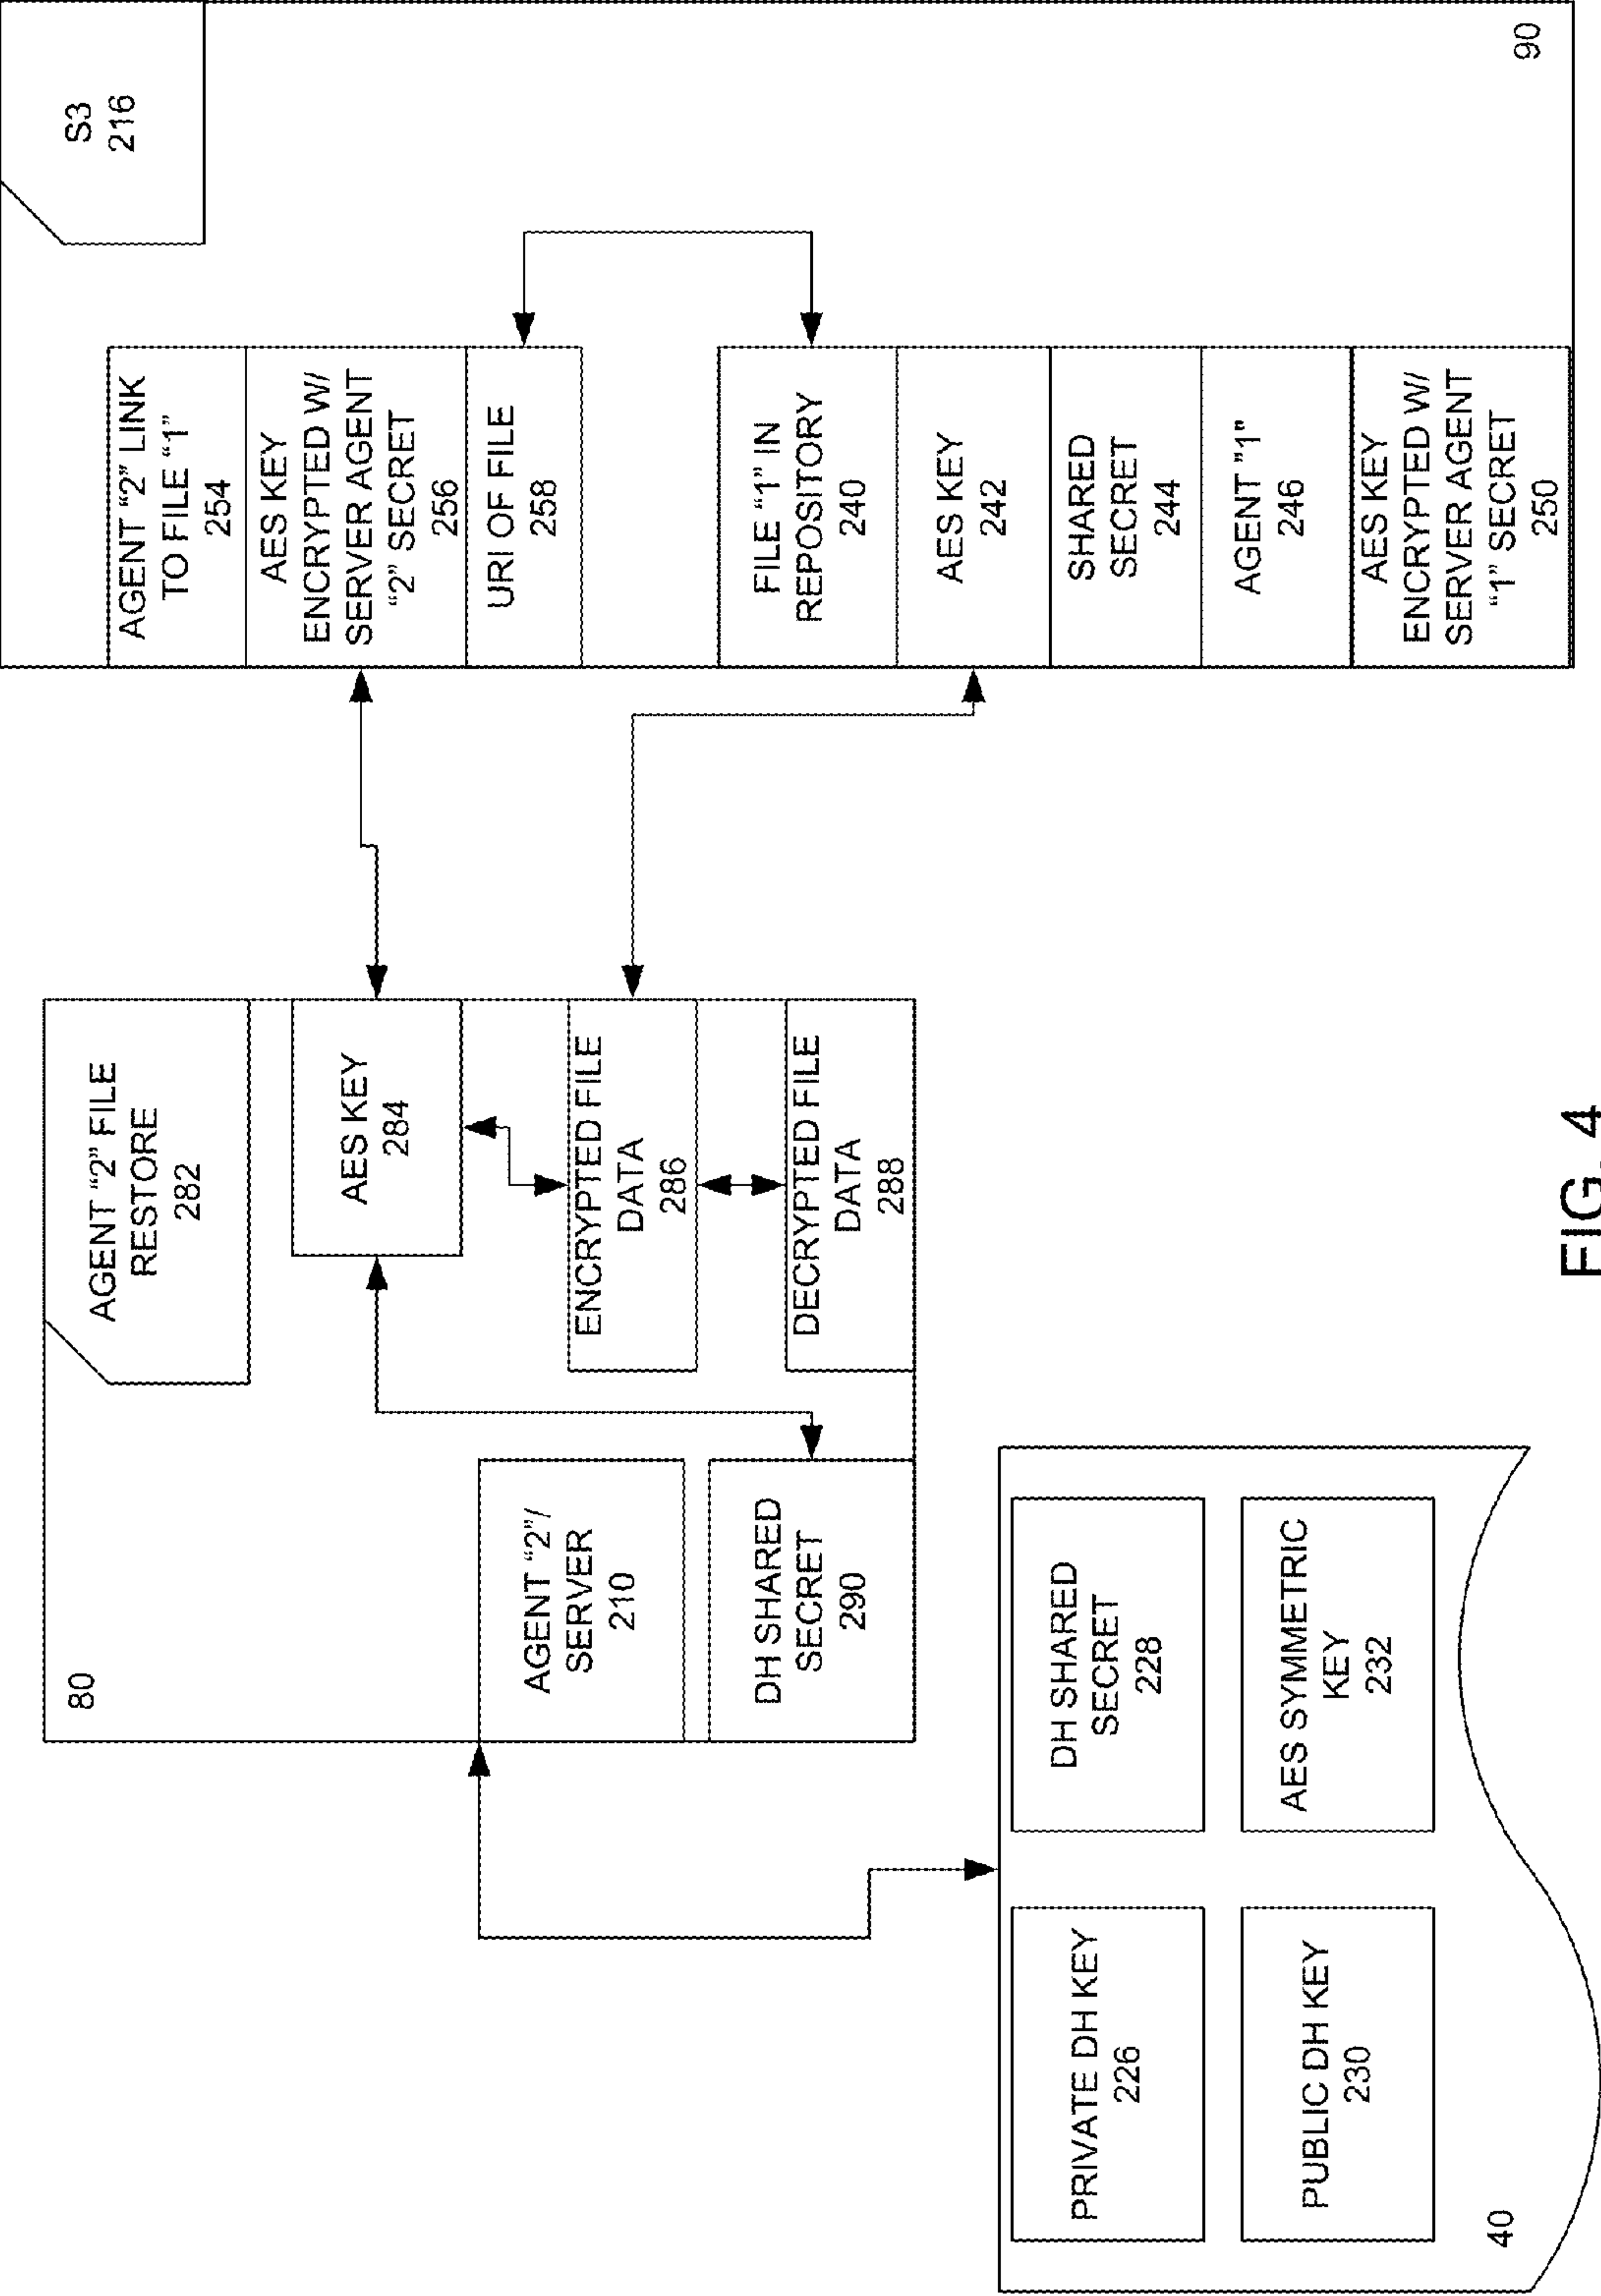 80
AGENT “2” FILE
RESTORE
282
AES KEY
284
AGENT “2”/
SERVER
210
ENCRYPTED FILE
DATA
286
DH SHARED
SECRET
290
DECRYPTED FILE
DATA
288
S3
216
AGENT “2” LINK
TO FILE “1”
254
AES KEY
ENCRYPTED W/
SERVER AGENT
“2” SECRET
256
URI OF FILE
258
FILE “1” IN
REPOSITORY
240
AES KEY
242
SHARED
SECRET
244
AGENT "1"
246
AES KEY
ENCRYPTED W/
SERVER AGENT
“1” SECRET
250
90
PRIVATE DH KEY
226
DH SHARED
SECRET
228
PUBLIC DH KEY
230
AES SYMMETRIC
KEY
232
40
FIG. 4